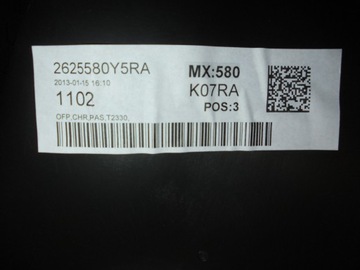 2625580Y5RA
2013-01-15 16:10
1102
OFP,CHR,PAS,T2330,
MX:580
K07RA
POS:3